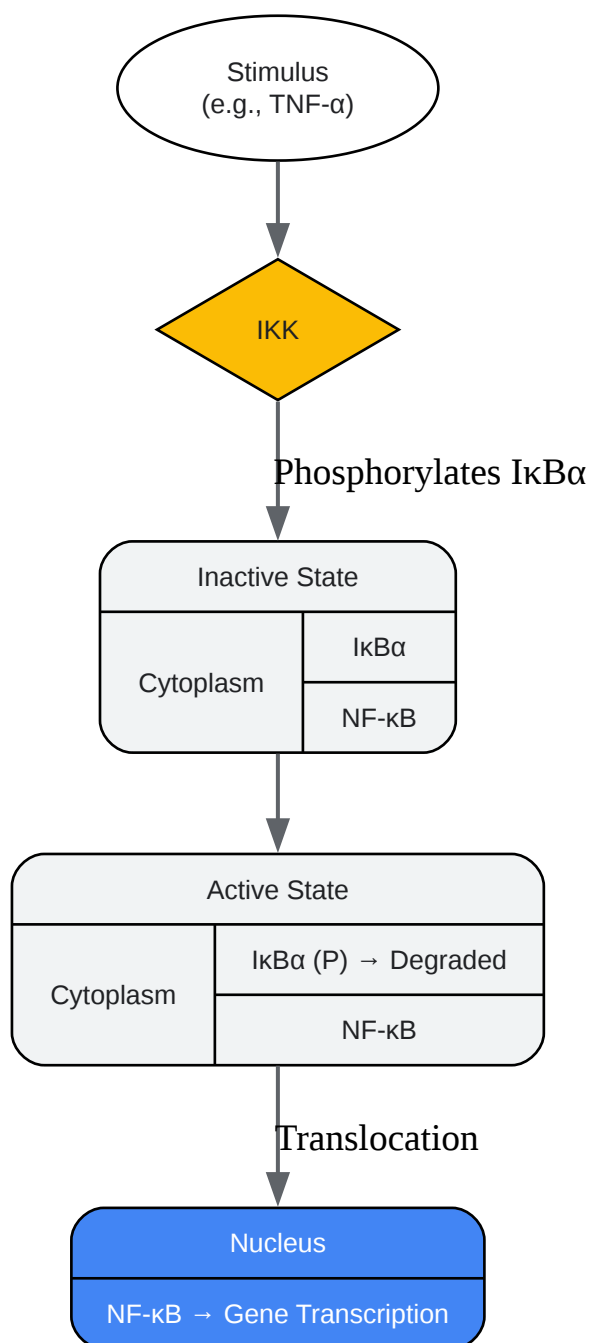 Stimulus
(e.g., TNF-α)
IKK
Phosphorylates IκBα
Inactive State
Cytoplasm
IκBα
NF-κB
Active State
Cytoplasm
IκBα (P) → Degraded
NF-κB
Translocation
Nucleus
NF-κB → Gene Transcription